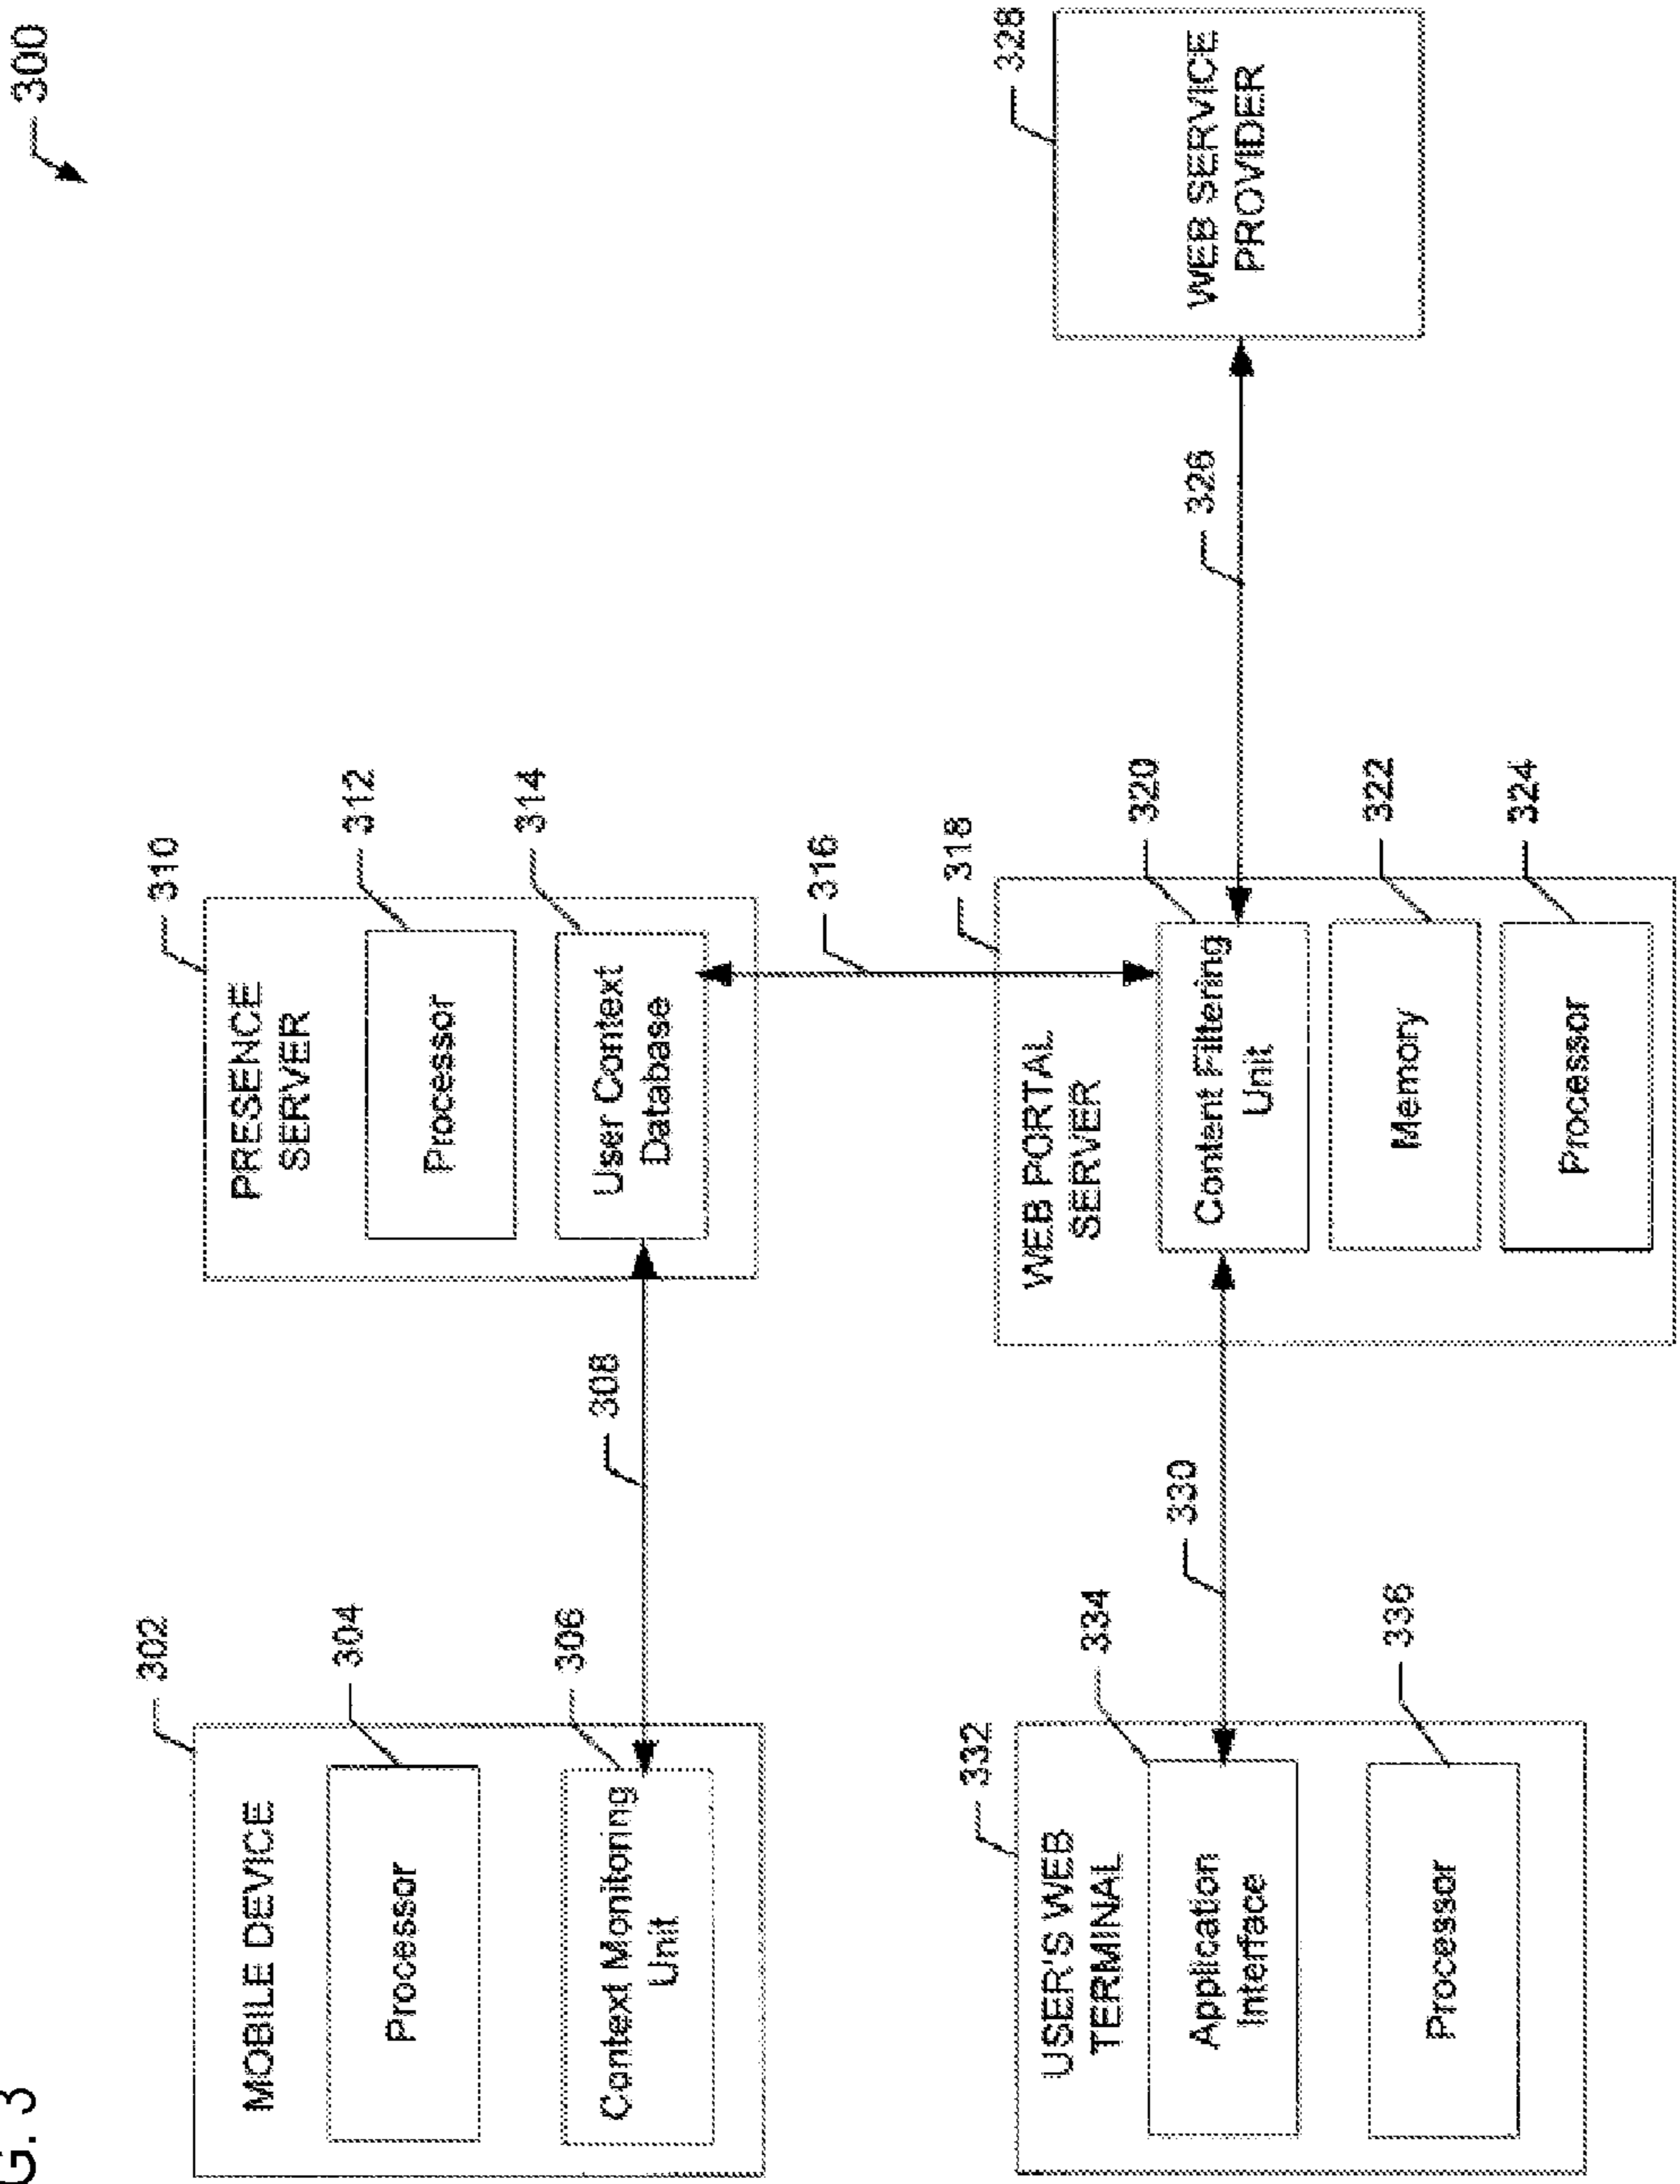 300
G. 3
MOBILE DEVICE
302
Processor
304
Context Monitoring
Unit
306
308
PRESENCE
SERVER
310
Processor
312
User Context
Database
314
316
USER'S WEB
TERMINAL
332
Application
Interface
334
Processor
336
330
WEB PORTAL
SERVER
318
Content Filtering
Unit
320
Memory
322
Processor
324
326
WEB SERVICE
PROVIDER
328